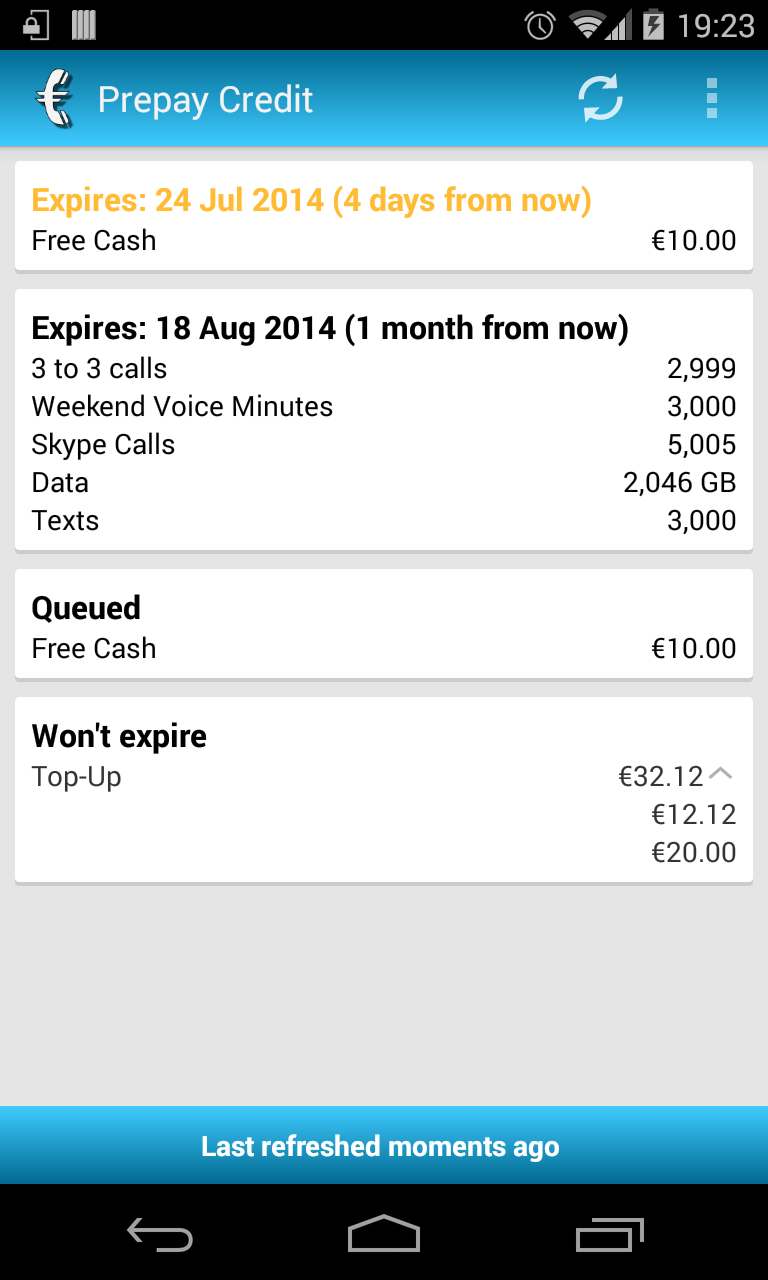 19:23
Prepay Credit
Expires: 24 Jul 2014 (4 days from now)
Free Cash €10.00
Expires: 18 Aug 2014 (1 month from now)
3 to 3 calls 2,999
Weekend Voice Minutes 3,000
Skype Calls 5,005
Data 2,046 GB
Texts 3,000
Queued
Free Cash €10.00
Won't expire
Top-Up €32.12
€12.12
€20.00
Last refreshed moments ago